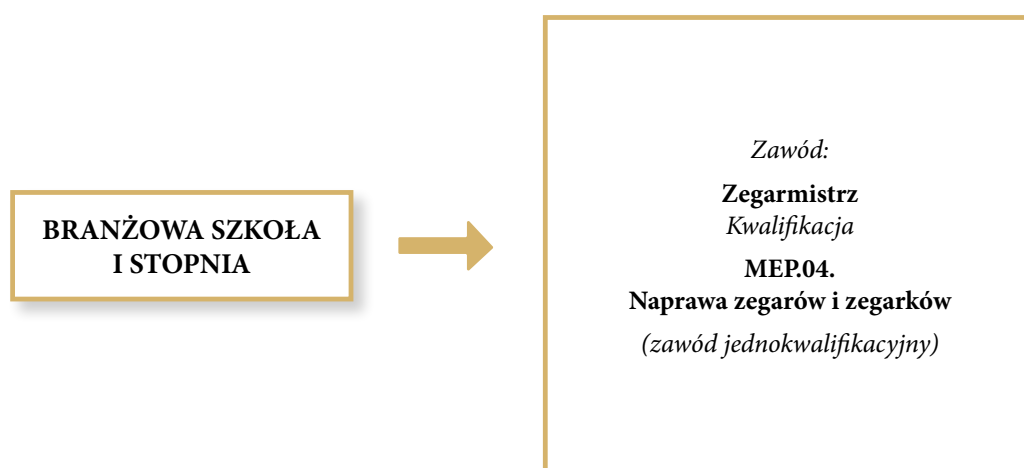 BRANŻOWA SZKOŁA
I STOPNIA
Zawód:
Zegarmistrz
Kwalifikacja
MEP.04.
Naprawa zegarów i zegarków
(zawód jednokwalifikacyjny)